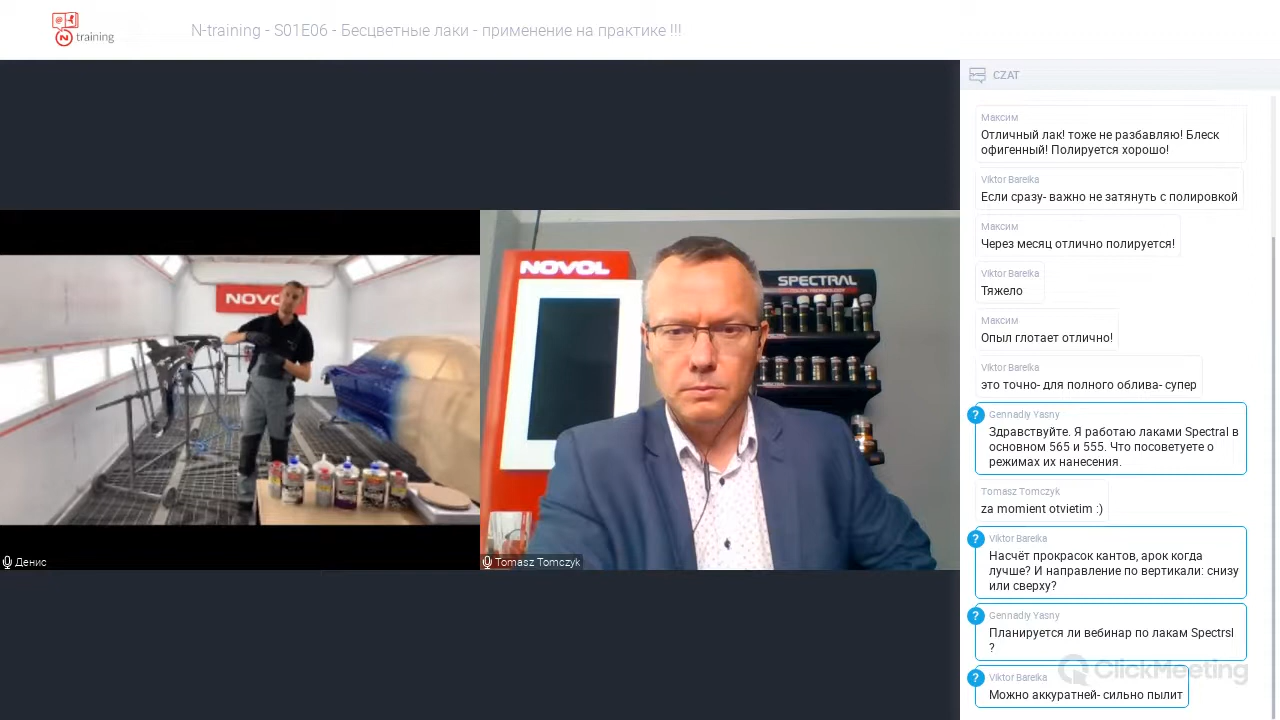 training
N-training - S01E06 - Бесцветные лаки - применение на практике !!!
CZAT
Максим
Отличный лак! тоже не разбавляю! Блеск
офигенный! Полируется хорошо!
Viktor Bareika
Если сразу- важно не затянуть с полировкой
Максим
Через месяц отлично полируется!
Viktor Bareika
Тяжело
Максим
Опыл глотает отлично!
Viktor Bareika
это точно- для полного облива- супер
Gennadiy Yasny
Здравствуйте. Я работаю лаками Spectral в
основном 565 и 555. Что посоветуете о
режимах их нанесения.
Tomasz Tomczyk
za momient otvietim :)
Viktor Bareika
Насчёт прокрасок кантов, арок когда
лучше? И направление по вертикали: снизу
или сверху?
Gennadiy Yasny
Планируется ли вебинар по лакам Spectrsl
?
Viktor Bareika
Можно аккуратней- сильно пылит
ClickMeeting
NOVOL
NOVOL
SPECTRAL
Денис
Tomasz Tomczyk